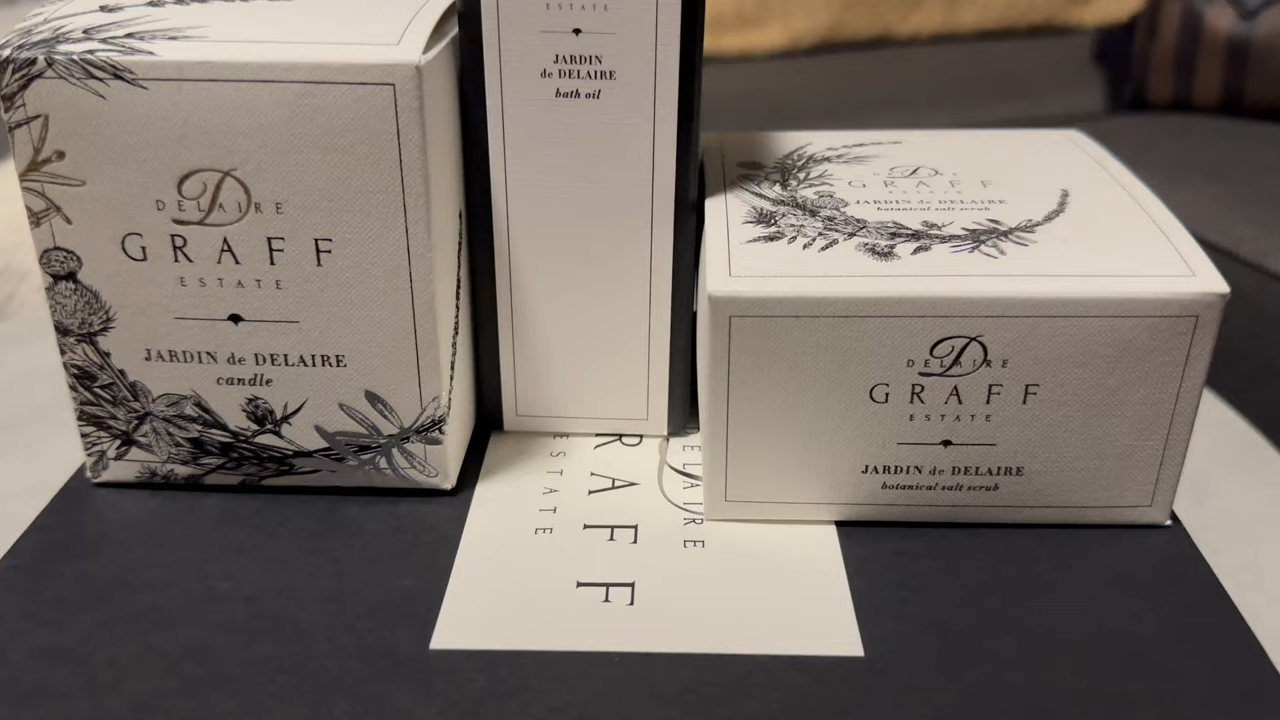 DELAIRE
D
GRAFF
ESTATE
JARDIN de DELAIRE
candle
ESTATE
JARDIN
de DELAIRE
bath oil
DELAIRE
GRAFF
ESTATE
JARDIN de DELAIRE
botanical salt scrub
DELAIRE
D
GRAFF
ESTATE
JARDIN de DELAIRE
botanical salt scrub
ELAIRE
RAFF
ESTATE